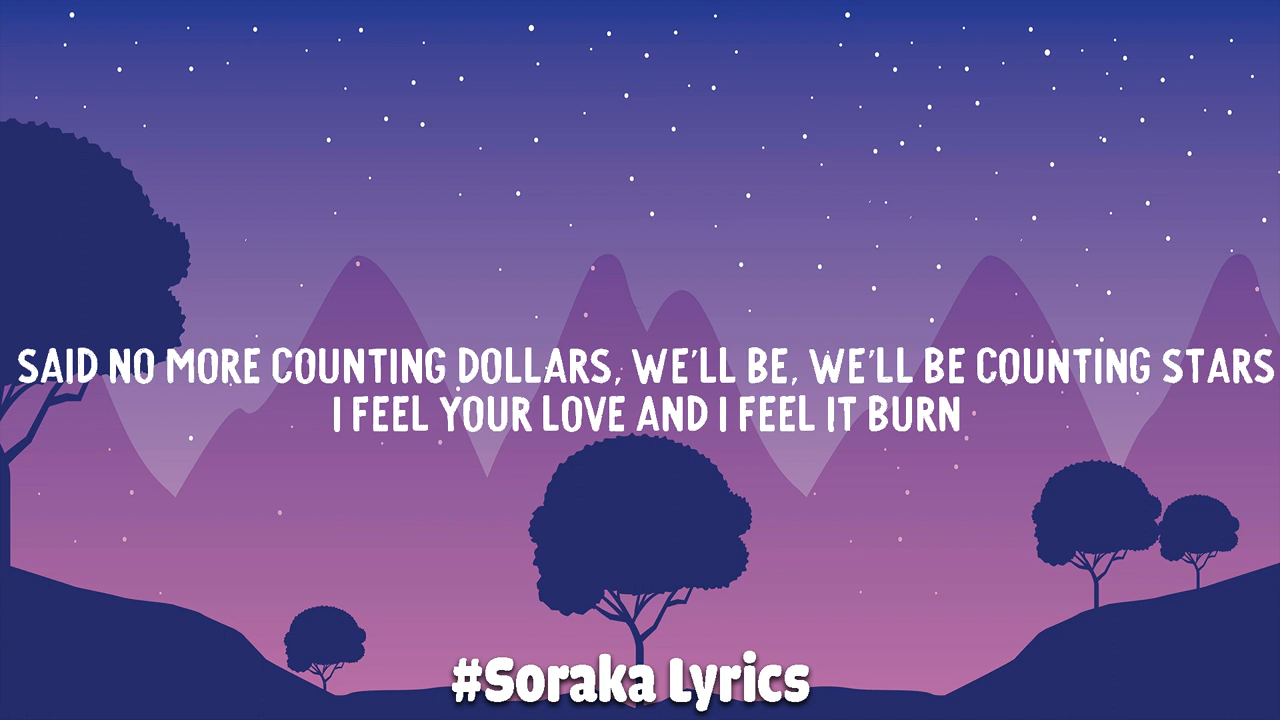 SAID NO MORE COUNTING DOLLARS, WE'LL BE, WE'LL BE COUNTING STARS
I FEEL YOUR LOVE AND I FEEL IT BURN
#Soraka Lyrics